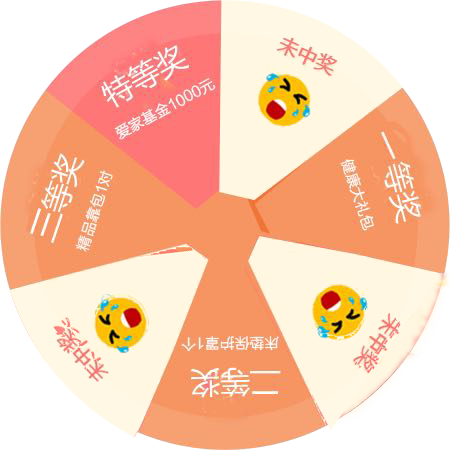 特等奖
爱家基金1000元
未中奖
一等奖
健康大礼包
未中奖
二等奖
床垫保护罩1个
未中奖
三等奖
精品靠包1对